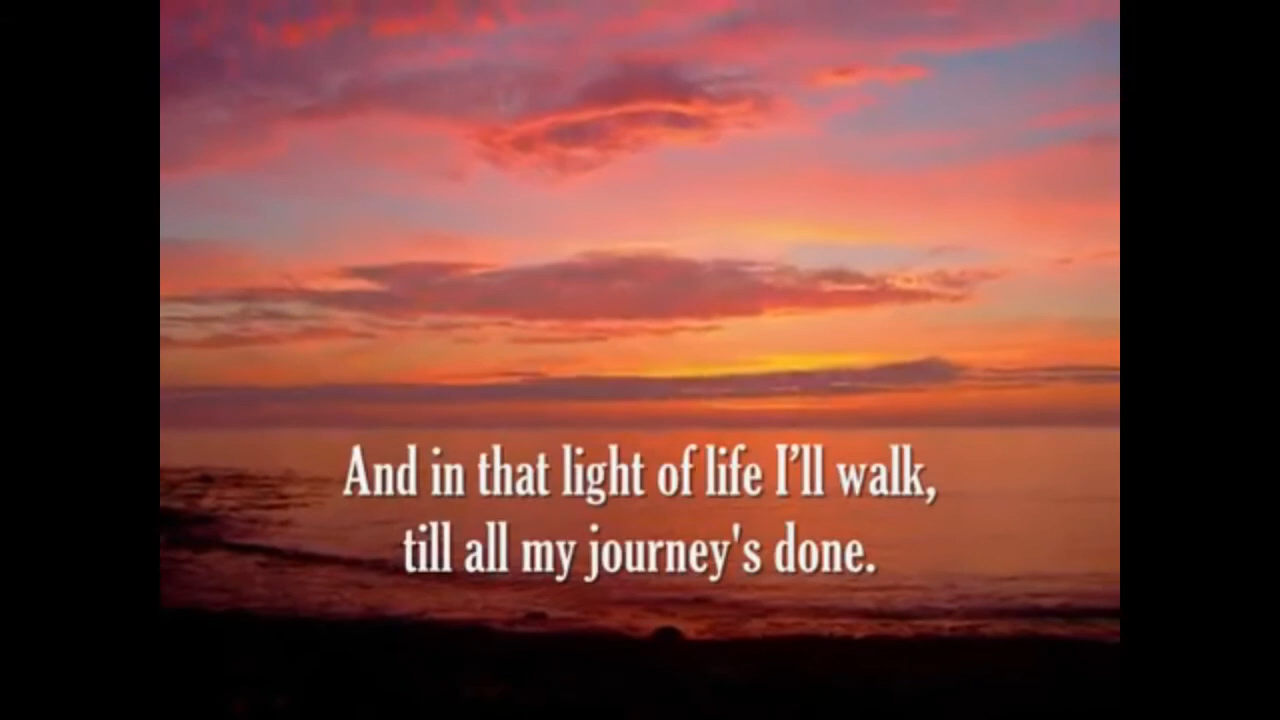 And in that light of life I’ll walk,
till all my journey's done.